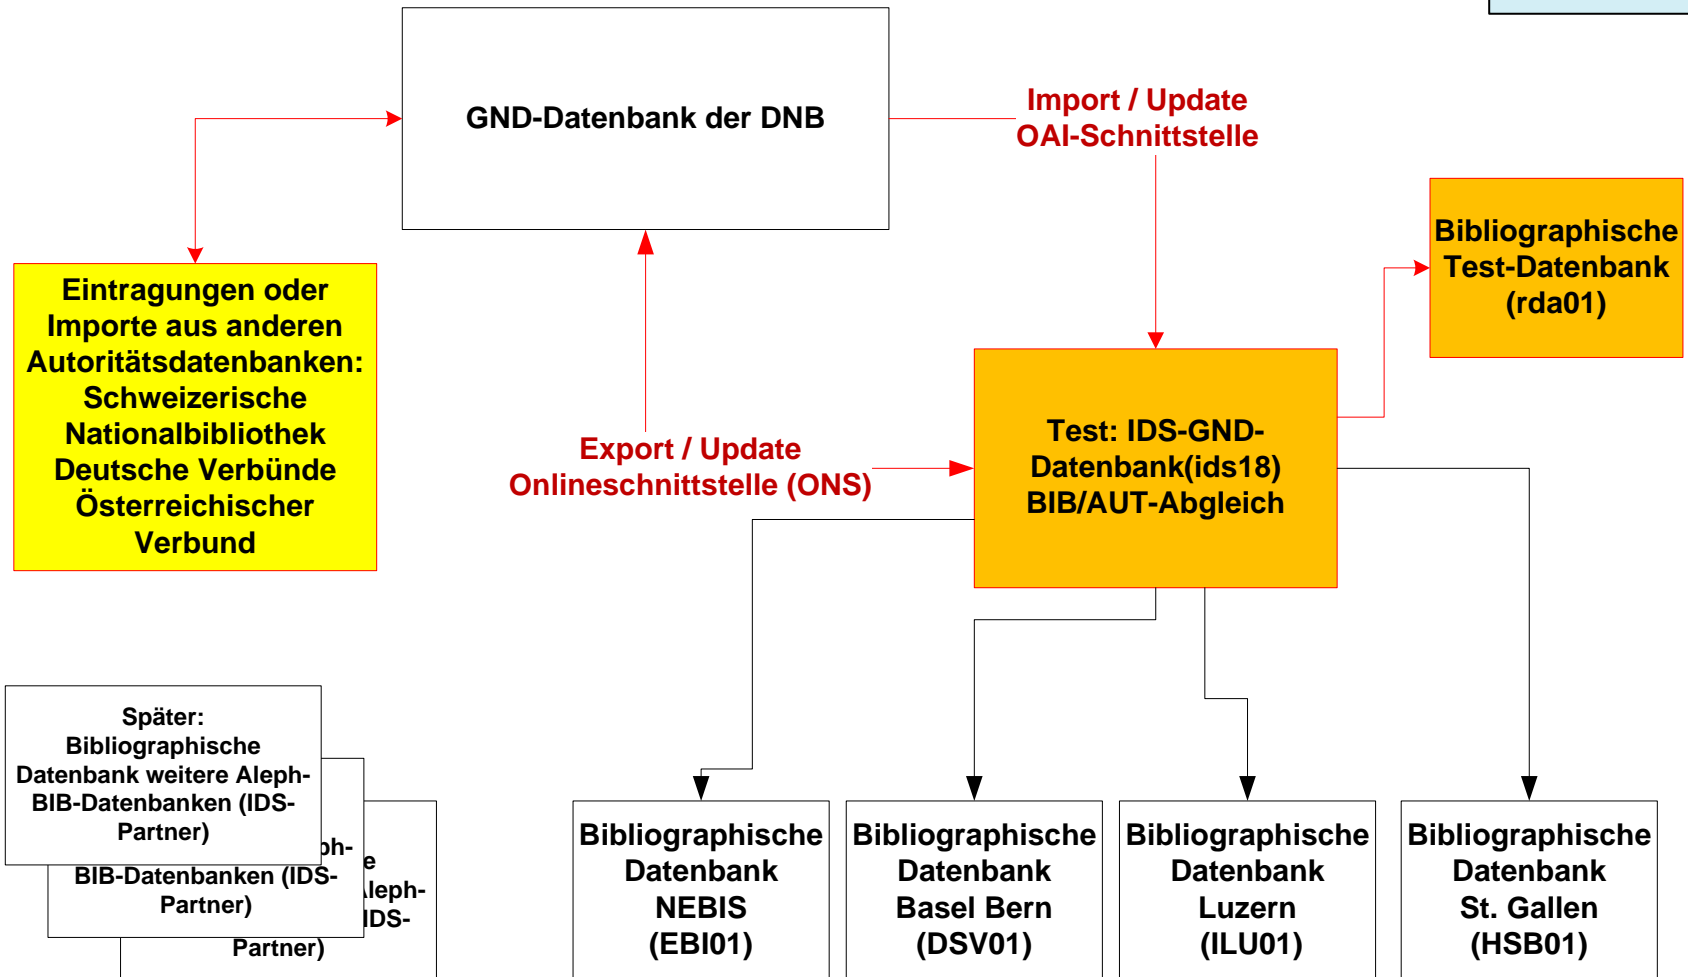 GND-Datenbank der DNB
Import / Update
OAI-Schnittstelle
Bibliographische
Test-Datenbank
(rda01)
Eintragungen oder
Importe aus anderen
Autoritätsdatenbanken:
Schweizerische
Nationalbibliothek
Deutsche Verbünde
Österreichischer
Verbund
Export / Update
Onlineschnittstelle (ONS)
Test: IDS-GND-
Datenbank(ids18)
BIB/AUT-Abgleich
Später:
Bibliographische
Datenbank weitere Aleph-
BIB-Datenbanken (IDS-
Partner)
ph-
BIB-Datenbanken (IDS-
Partner)
e
Aleph-
IDS-
Partner)
Bibliographische
Datenbank
NEBIS
(EBI01)
Bibliographische
Datenbank
Basel Bern
(DSV01)
Bibliographische
Datenbank
Luzern
(ILU01)
Bibliographische
Datenbank
St. Gallen
(HSB01)